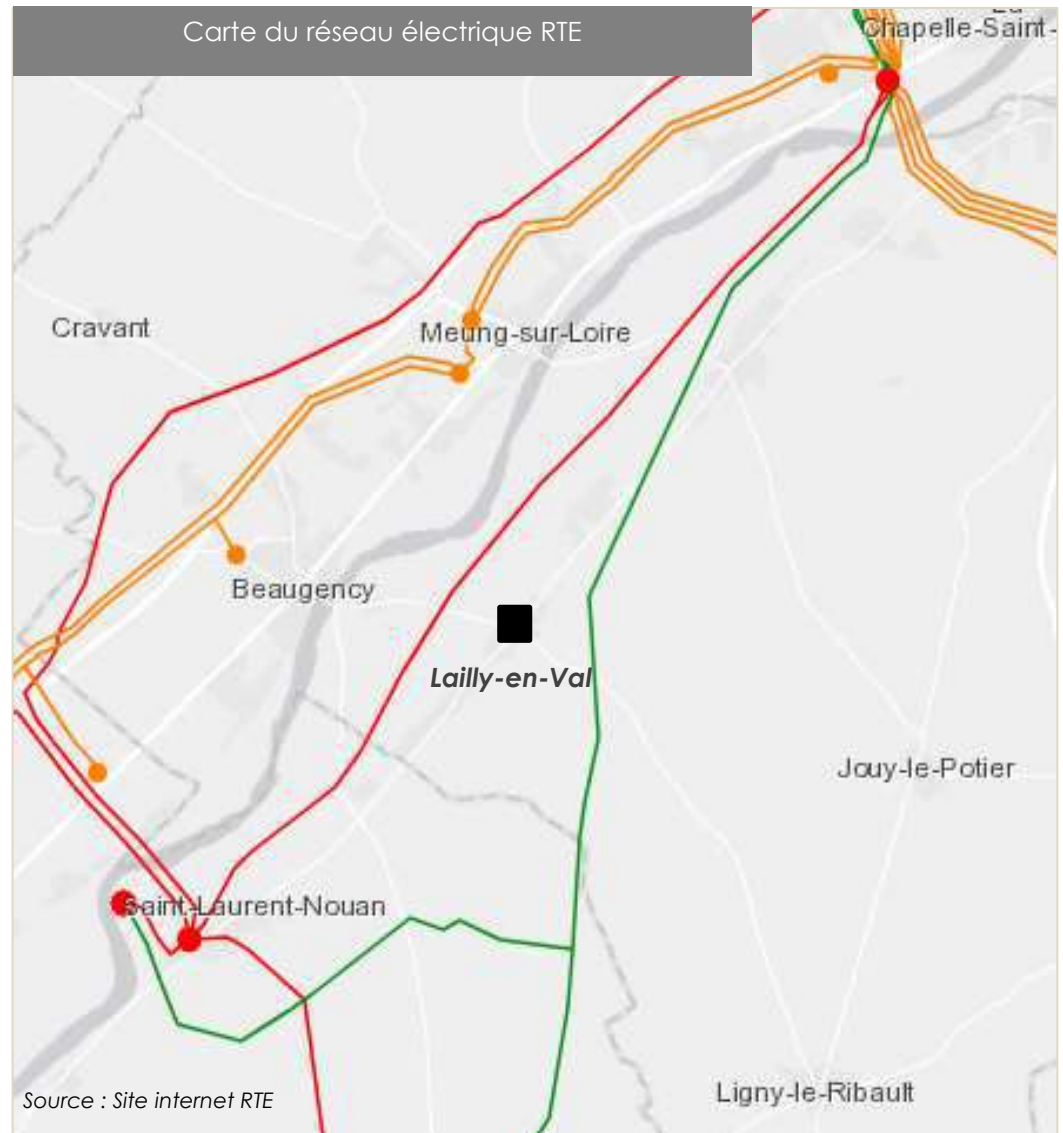 Carte du réseau électrique RTE
Chapelle-Saint-
Cravant
Meung-sur-Loire
Beaugency
Lailly-en-Val
Jouy-le-Potier
Saint-Laurent-Nouan
Ligny-le-Ribault
Source : Site internet RTE